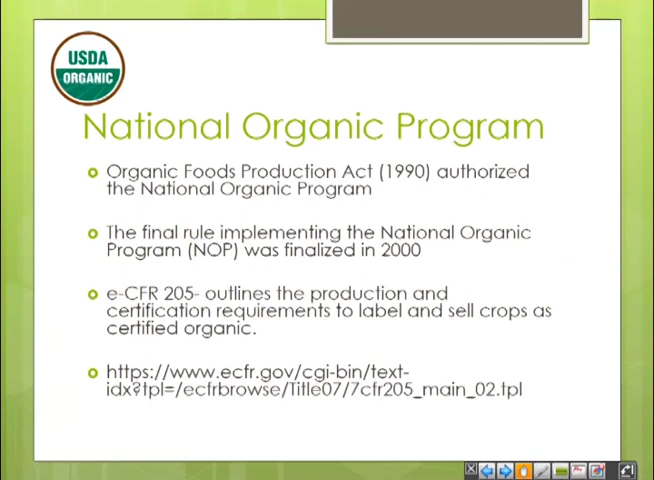 USDA
ORGANIC
National Organic Program
Organic Foods Production Act (1990) authorized
the National Organic Program
The final rule implementing the National Organic
Program (NOP) was finalized in 2000
e-CFR 205- outlines the production and
certification requirements to label and sell crops as
certified organic.
https://www.ecfr.gov/cgi-bin/text-
idx?tpl=/ecfrbrowse/Title07/7cfr205_main_02.tpl